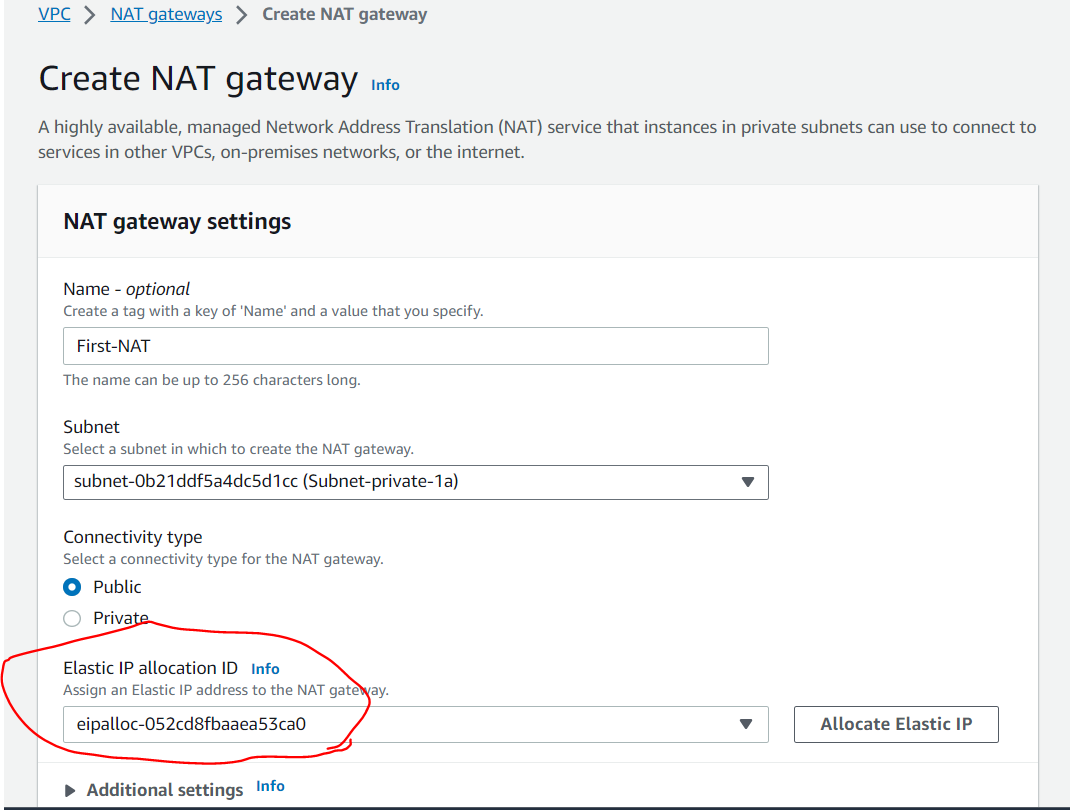 VPC > NAT gateways > Create NAT gateway
Create NAT gateway Info
A highly available, managed Network Address Translation (NAT) service that instances in private subnets can use to connect to
services in other VPCs, on-premises networks, or the internet.
NAT gateway settings
Name - optional
Create a tag with a key of 'Name' and a value that you specify.
First-NAT
The name can be up to 256 characters long.
Subnet
Select a subnet in which to create the NAT gateway.
subnet-0b21ddf5a4dc5d1cc (Subnet-private-1a)
Connectivity type
Select a connectivity type for the NAT gateway.
Public
Private
Elastic IP allocation ID Info
Assign an Elastic IP address to the NAT gateway.
eipalloc-052cd8fbaaea53ca0
Allocate Elastic IP
Additional settings Info